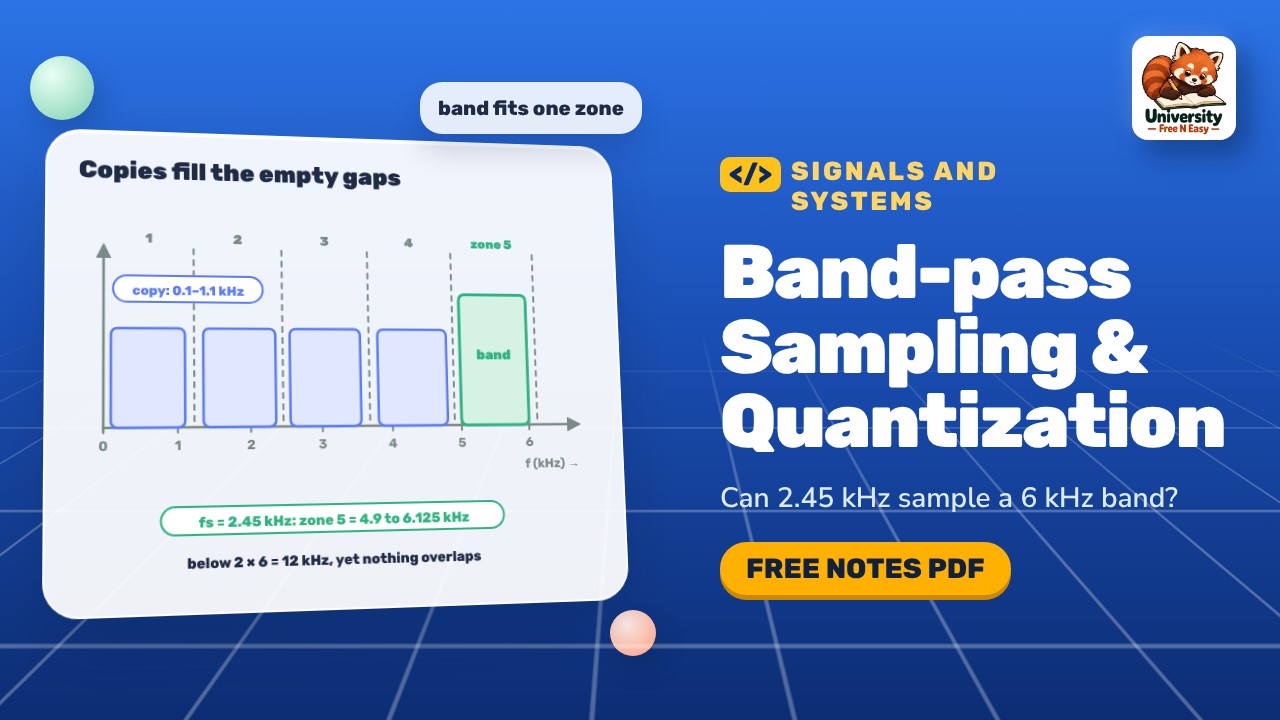 band fits one zone
Copies fill the empty gaps
1 2 3 4 zone 5
copy: 0.1–1.1 kHz
band
0 1 2 3 4 5 6
f (kHz) →
fs = 2.45 kHz: zone 5 = 4.9 to 6.125 kHz
below 2 × 6 = 12 kHz, yet nothing overlaps
University
Free N Easy
</> SIGNALS AND
SYSTEMS
Band-pass
Sampling &
Quantization
Can 2.45 kHz sample a 6 kHz band?
FREE NOTES PDF